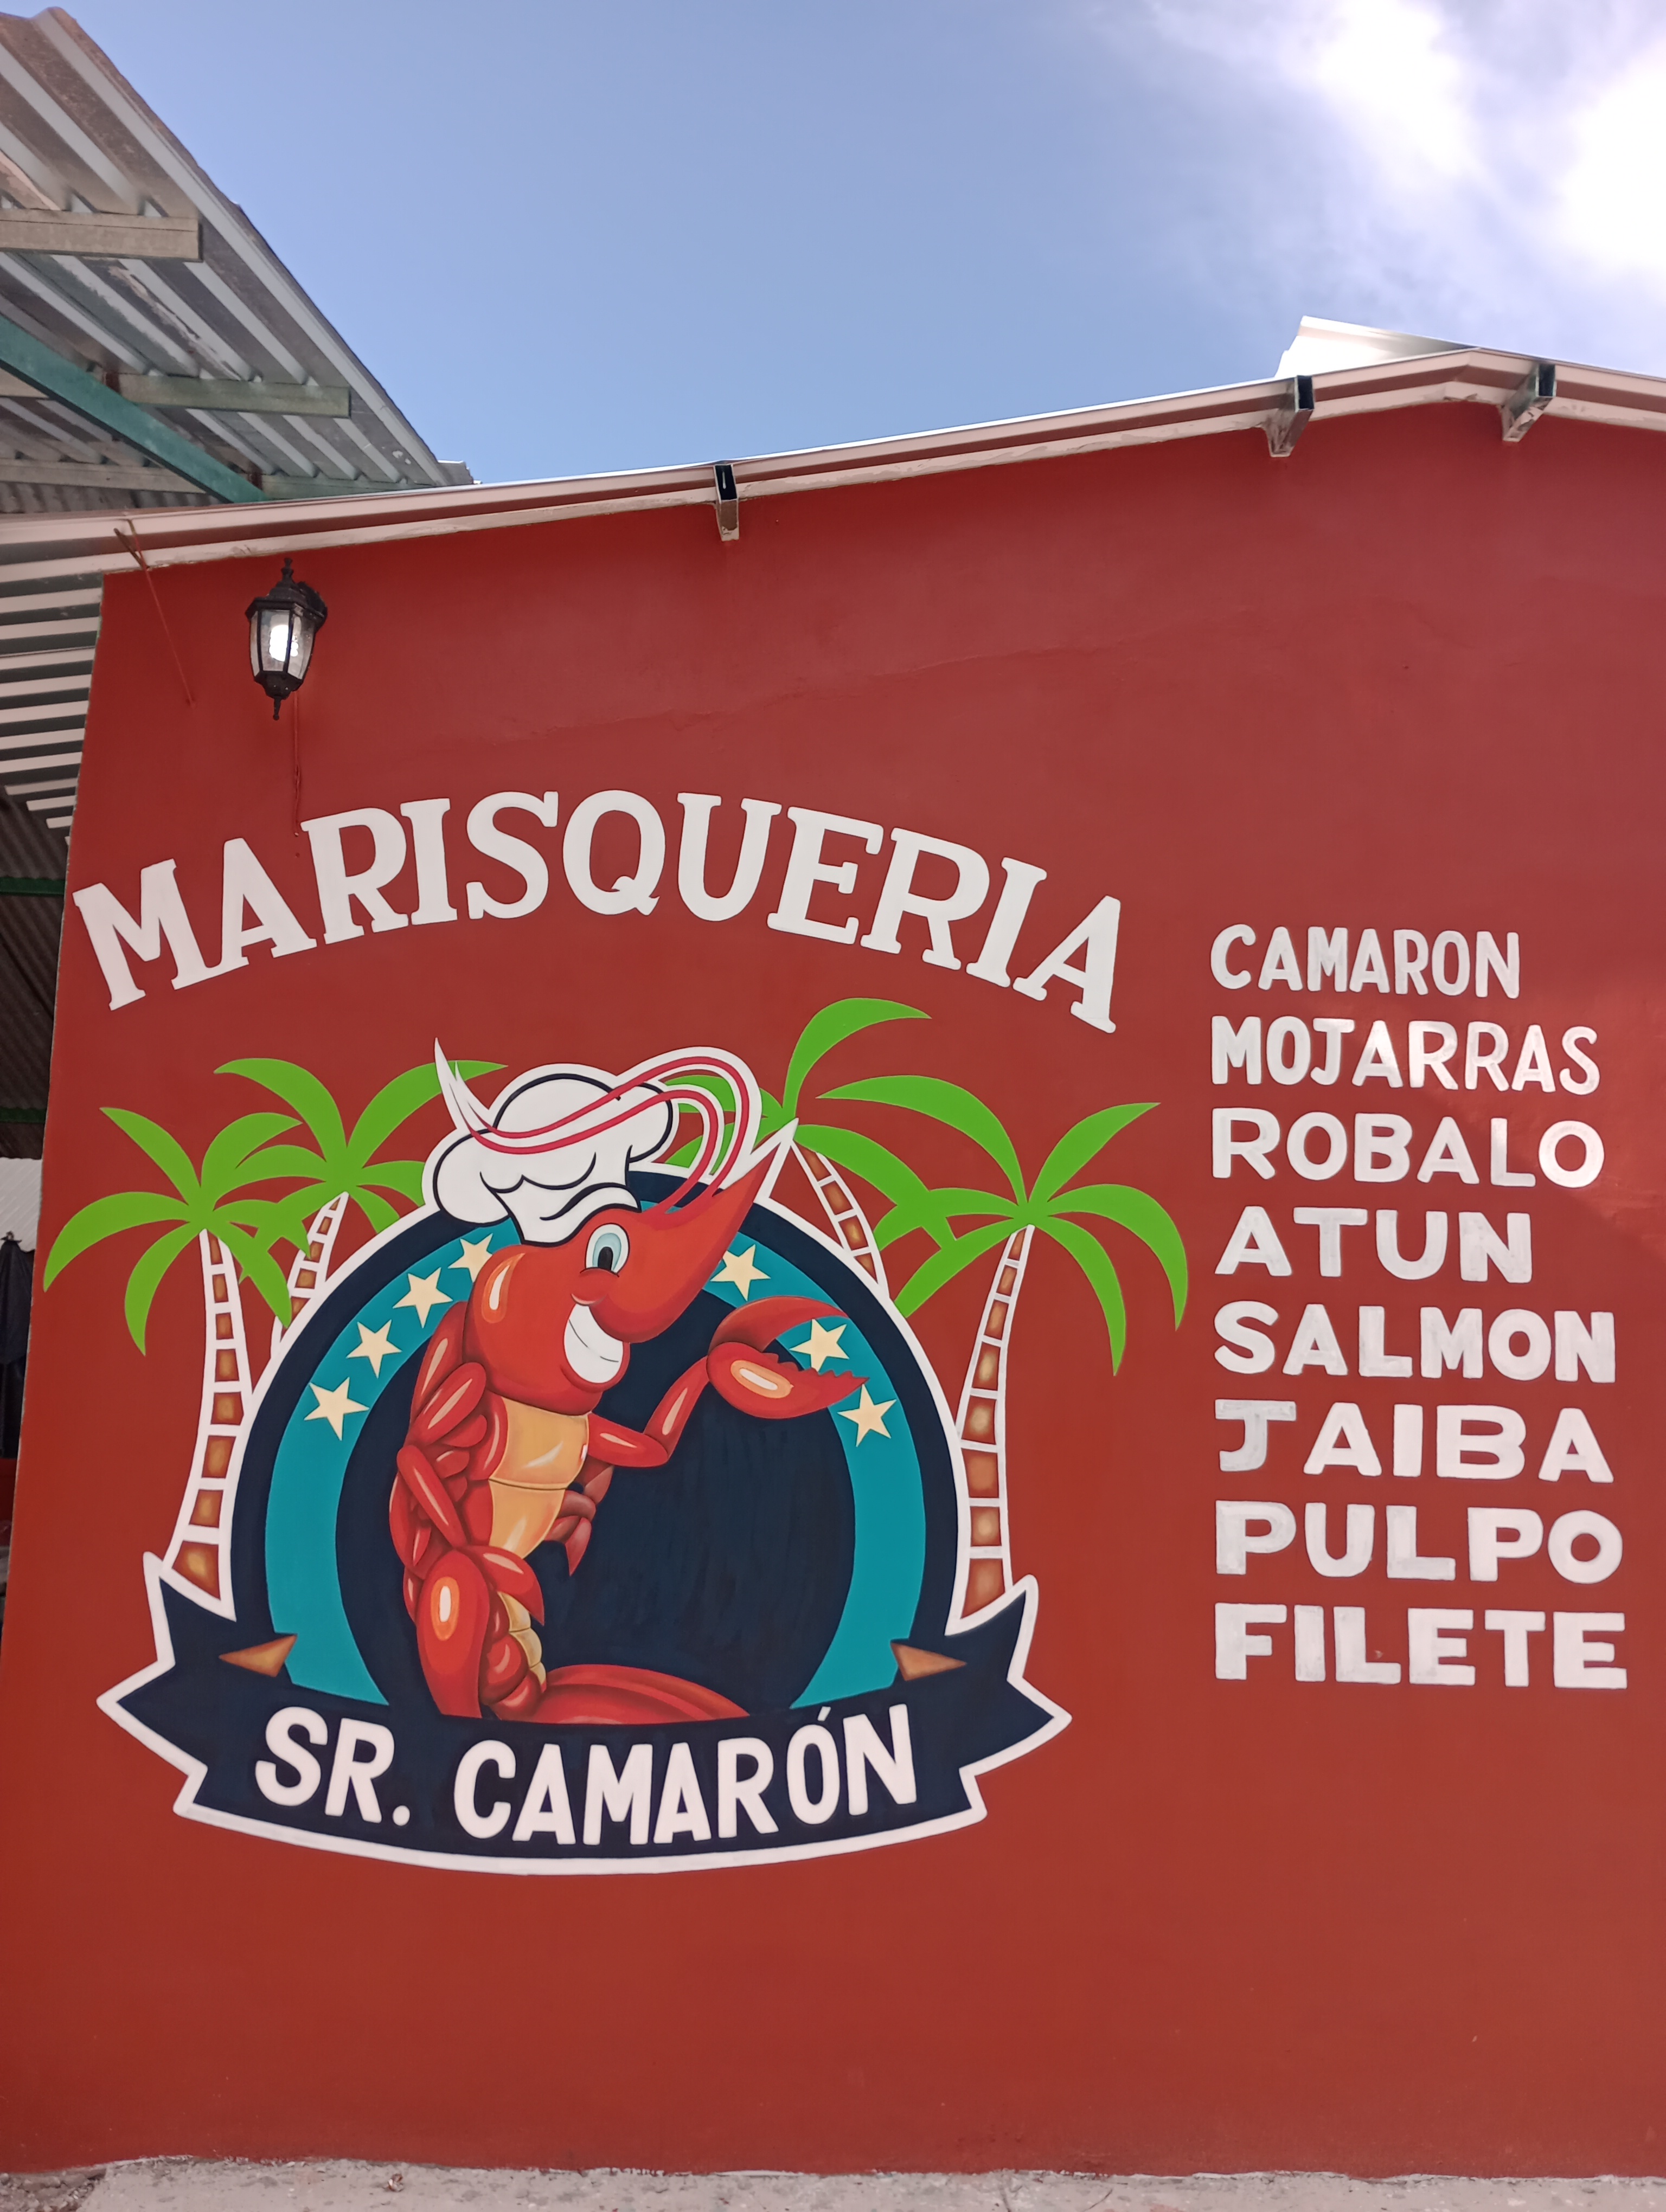 MARISQUERIA
SR. CAMARÓN
CAMARON
MOJARRAS
ROBALO
ATUN
SALMON
JAIBA
PULPO
FILETE